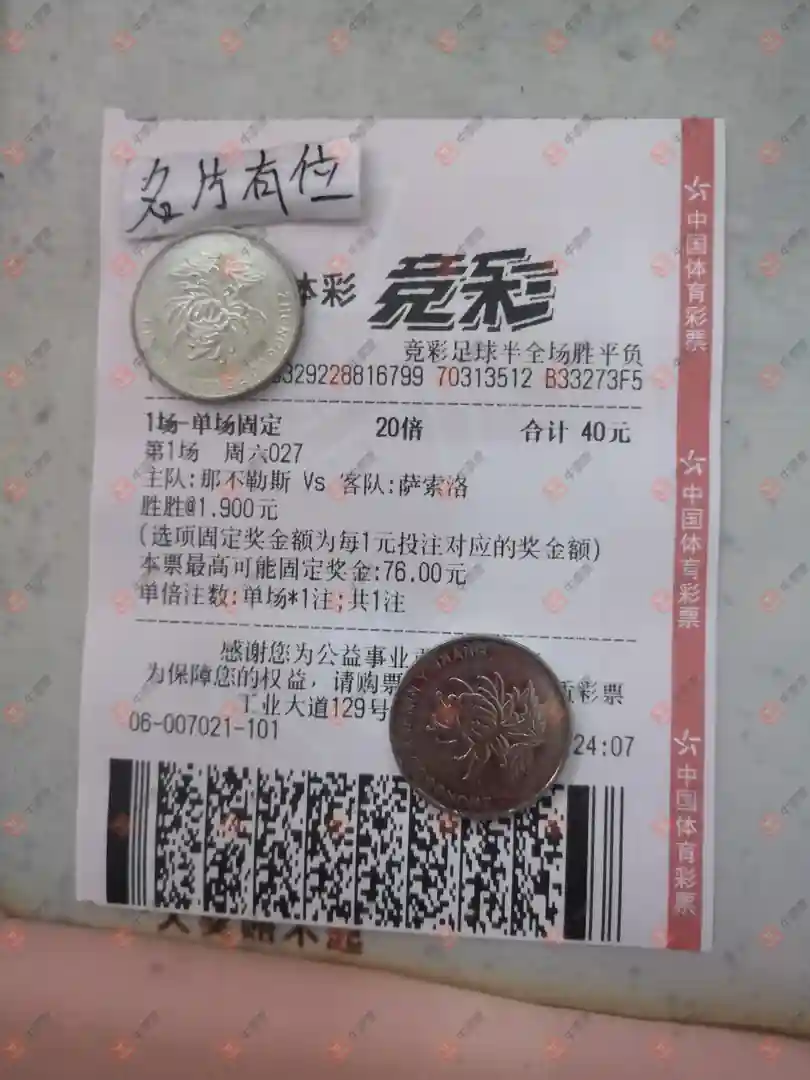 名片有位
体彩 竞彩
竞彩足球半全场胜平负
329228816799 70313512 B33273F5
1场-单场固定 20倍 合计 40元
第1场 周六027
主队:那不勒斯 Vs 客队:萨索洛
胜胜@1.900元
(选项固定奖金额为每1元投注对应的奖金额)
本票最高可能固定奖金:76.00元
单倍注数:单场*1注;共1注
感谢您为公益事业
为保障您的权益,请购票 彩票
工业大道129号
06-007021-101 24:07
中国体育彩票
中国体育彩票
中国体育彩票